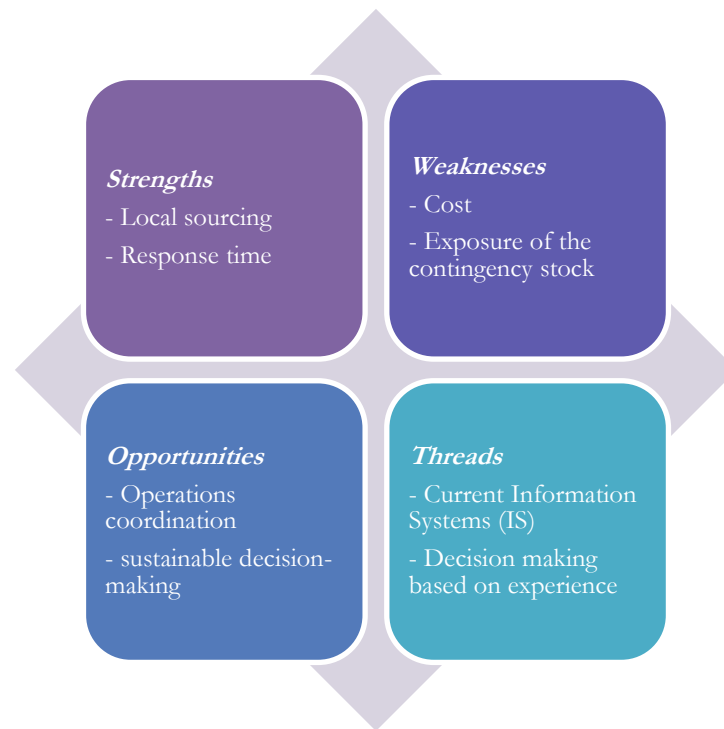 Strengths
- Local sourcing
- Response time
Weaknesses
- Cost
- Exposure of the
contingency stock
Opportunities
- Operations
coordination
- sustainable decision-
making
Threads
- Current Information
Systems (IS)
- Decision making
based on experience